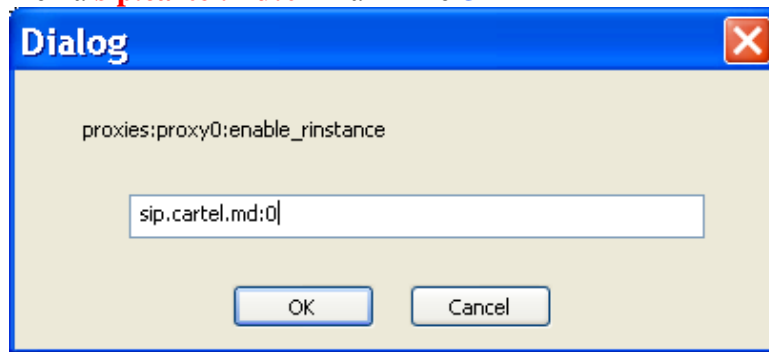 Dialog
proxies:proxy0:enable_rinstance
sip.cartel.md:0
OK
Cancel